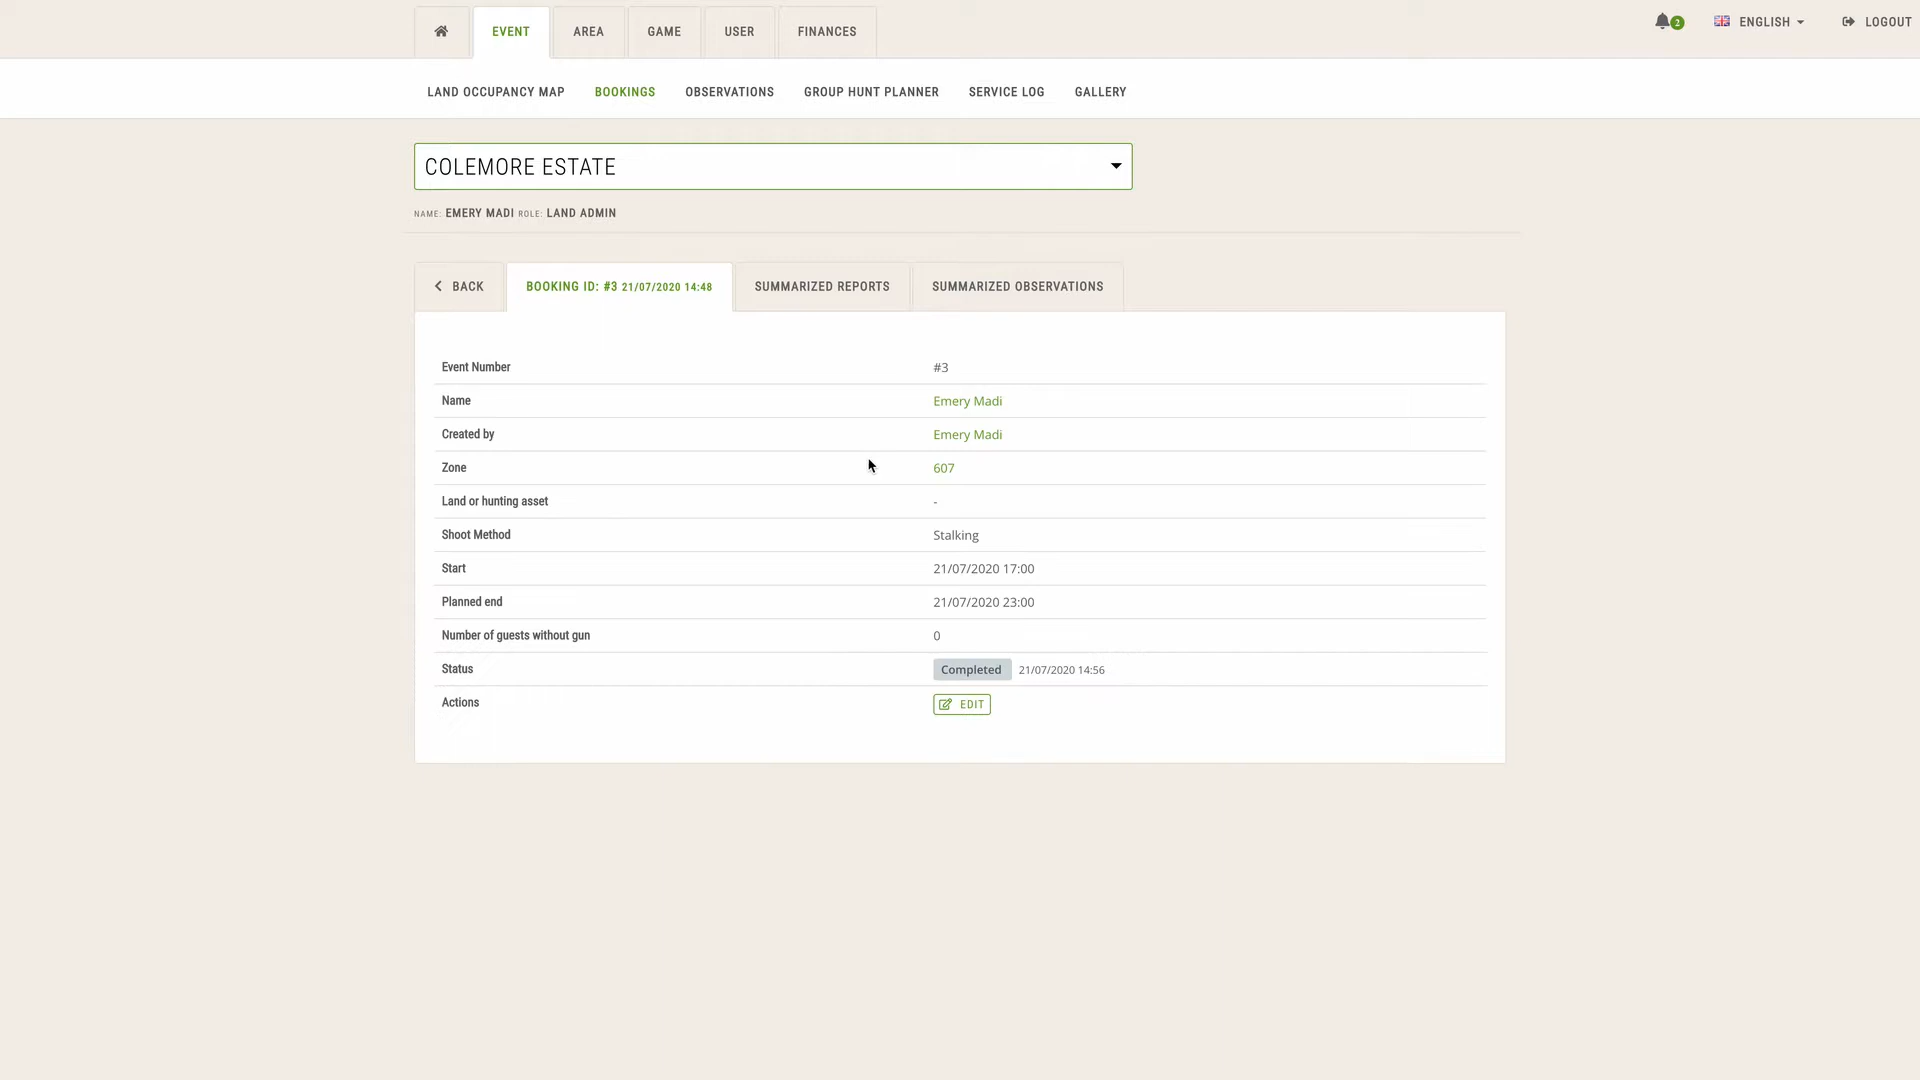 EVENT AREA GAME USER FINANCES 2 ENGLISH LOGOUT
LAND OCCUPANCY MAP BOOKINGS OBSERVATIONS GROUP HUNT PLANNER SERVICE LOG GALLERY
COLEMORE ESTATE
NAME: EMERY MADI ROLE: LAND ADMIN
BACK BOOKING ID: #3 21/07/2020 14:48 SUMMARIZED REPORTS SUMMARIZED OBSERVATIONS
Event Number #3
Name Emery Madi
Created by Emery Madi
Zone 607
Land or hunting asset -
Shoot Method Stalking
Start 21/07/2020 17:00
Planned end 21/07/2020 23:00
Number of guests without gun 0
Status Completed 21/07/2020 14:56
Actions EDIT